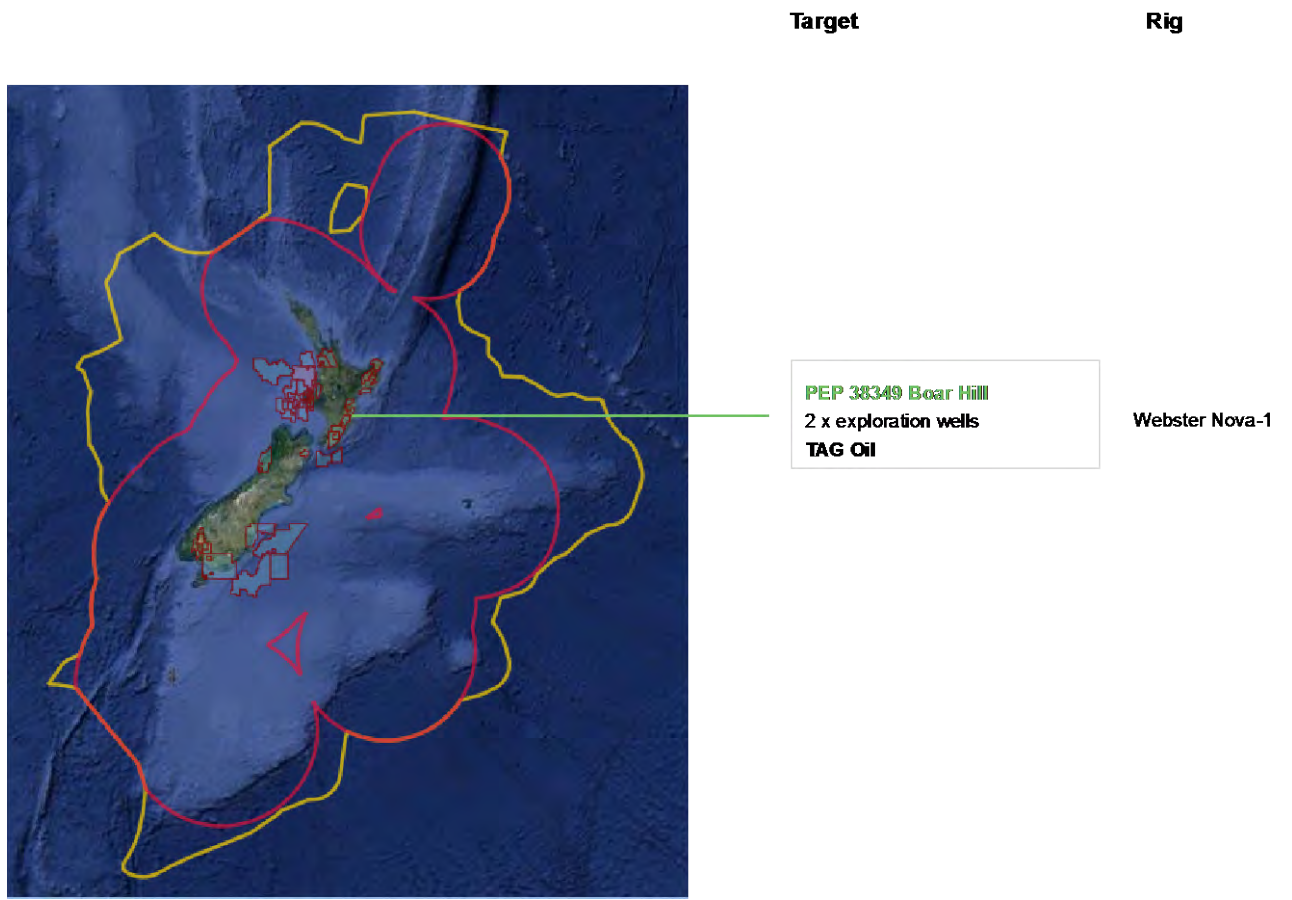 Target
Rig
PEP 38349 Boar Hill
2 x exploration wells
TAG Oil
Webster Nova-1